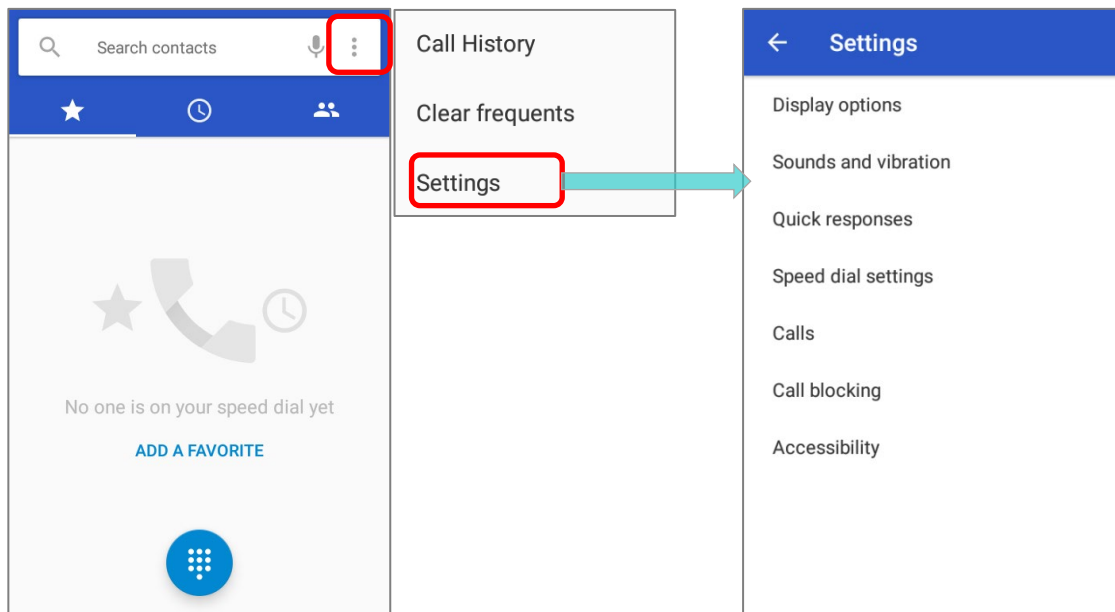 Search contacts
No one is on your speed dial yet
ADD A FAVORITE
Call History
Clear frequents
Settings
Settings
Display options
Sounds and vibration
Quick responses
Speed dial settings
Calls
Call blocking
Accessibility